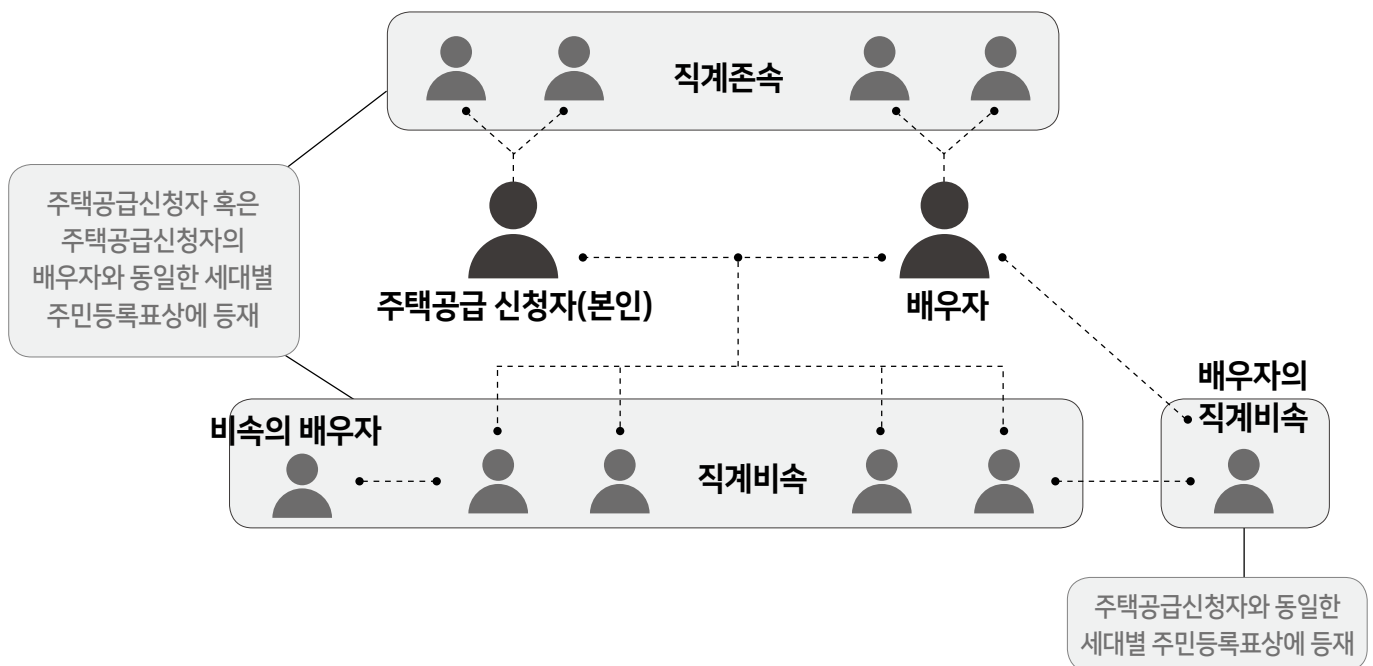 직계존속
주택공급신청자 혹은
주택공급신청자의
배우자와 동일한 세대별
주민등록표상에 등재
주택공급 신청자(본인)
배우자
비속의 배우자
직계비속
배우자의
직계비속
주택공급신청자와 동일한
세대별 주민등록표상에 등재